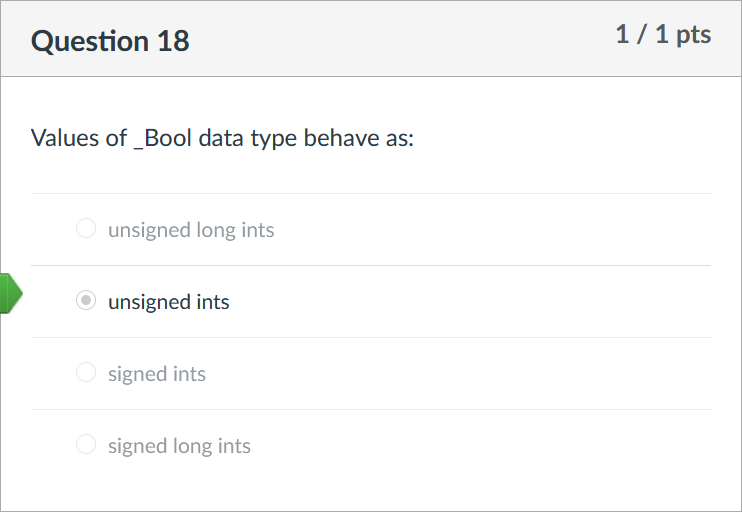 Question 18
1 / 1 pts
Values of _Bool data type behave as:
unsigned long ints
unsigned ints
signed ints
signed long ints